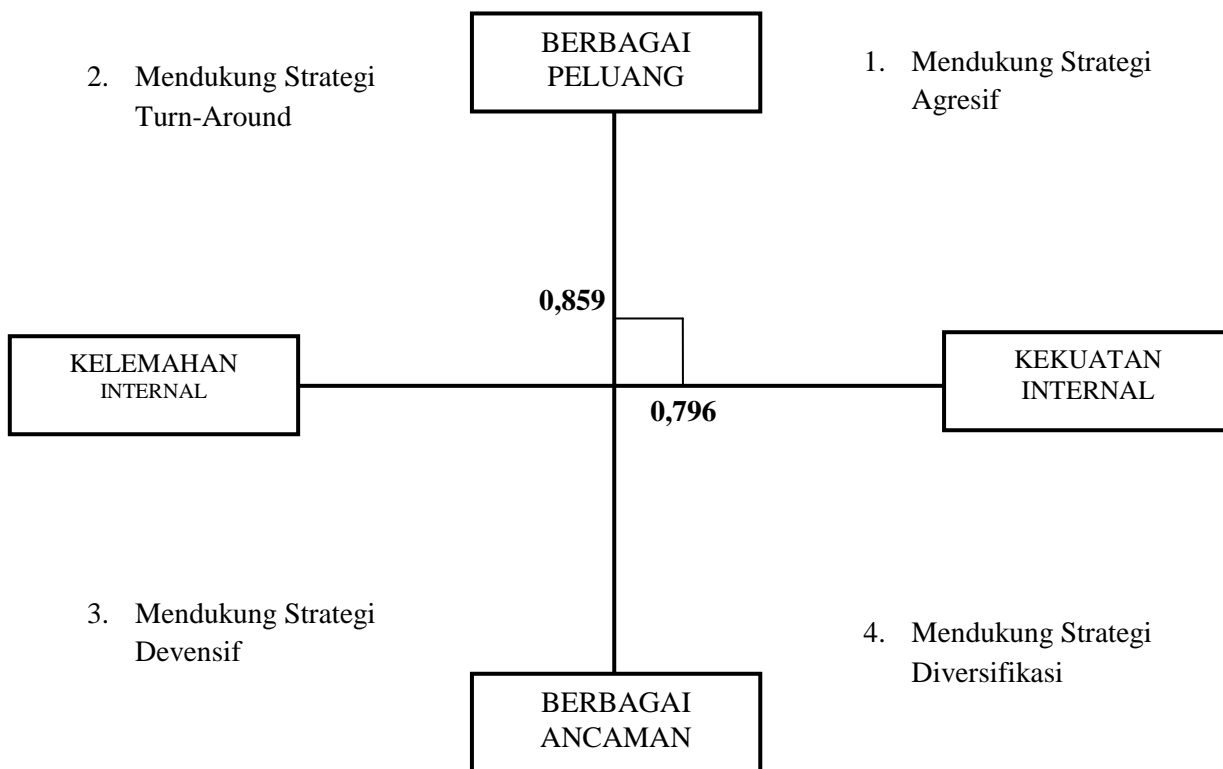 BERBAGAI
PELUANG
2. Mendukung Strategi
Turn-Around
1. Mendukung Strategi
Agresif
0,859
KELEMAHAN
INTERNAL
KEKUATAN
INTERNAL
0,796
3. Mendukung Strategi
Devensif
4. Mendukung Strategi
Diversifikasi
BERBAGAI
ANCAMAN